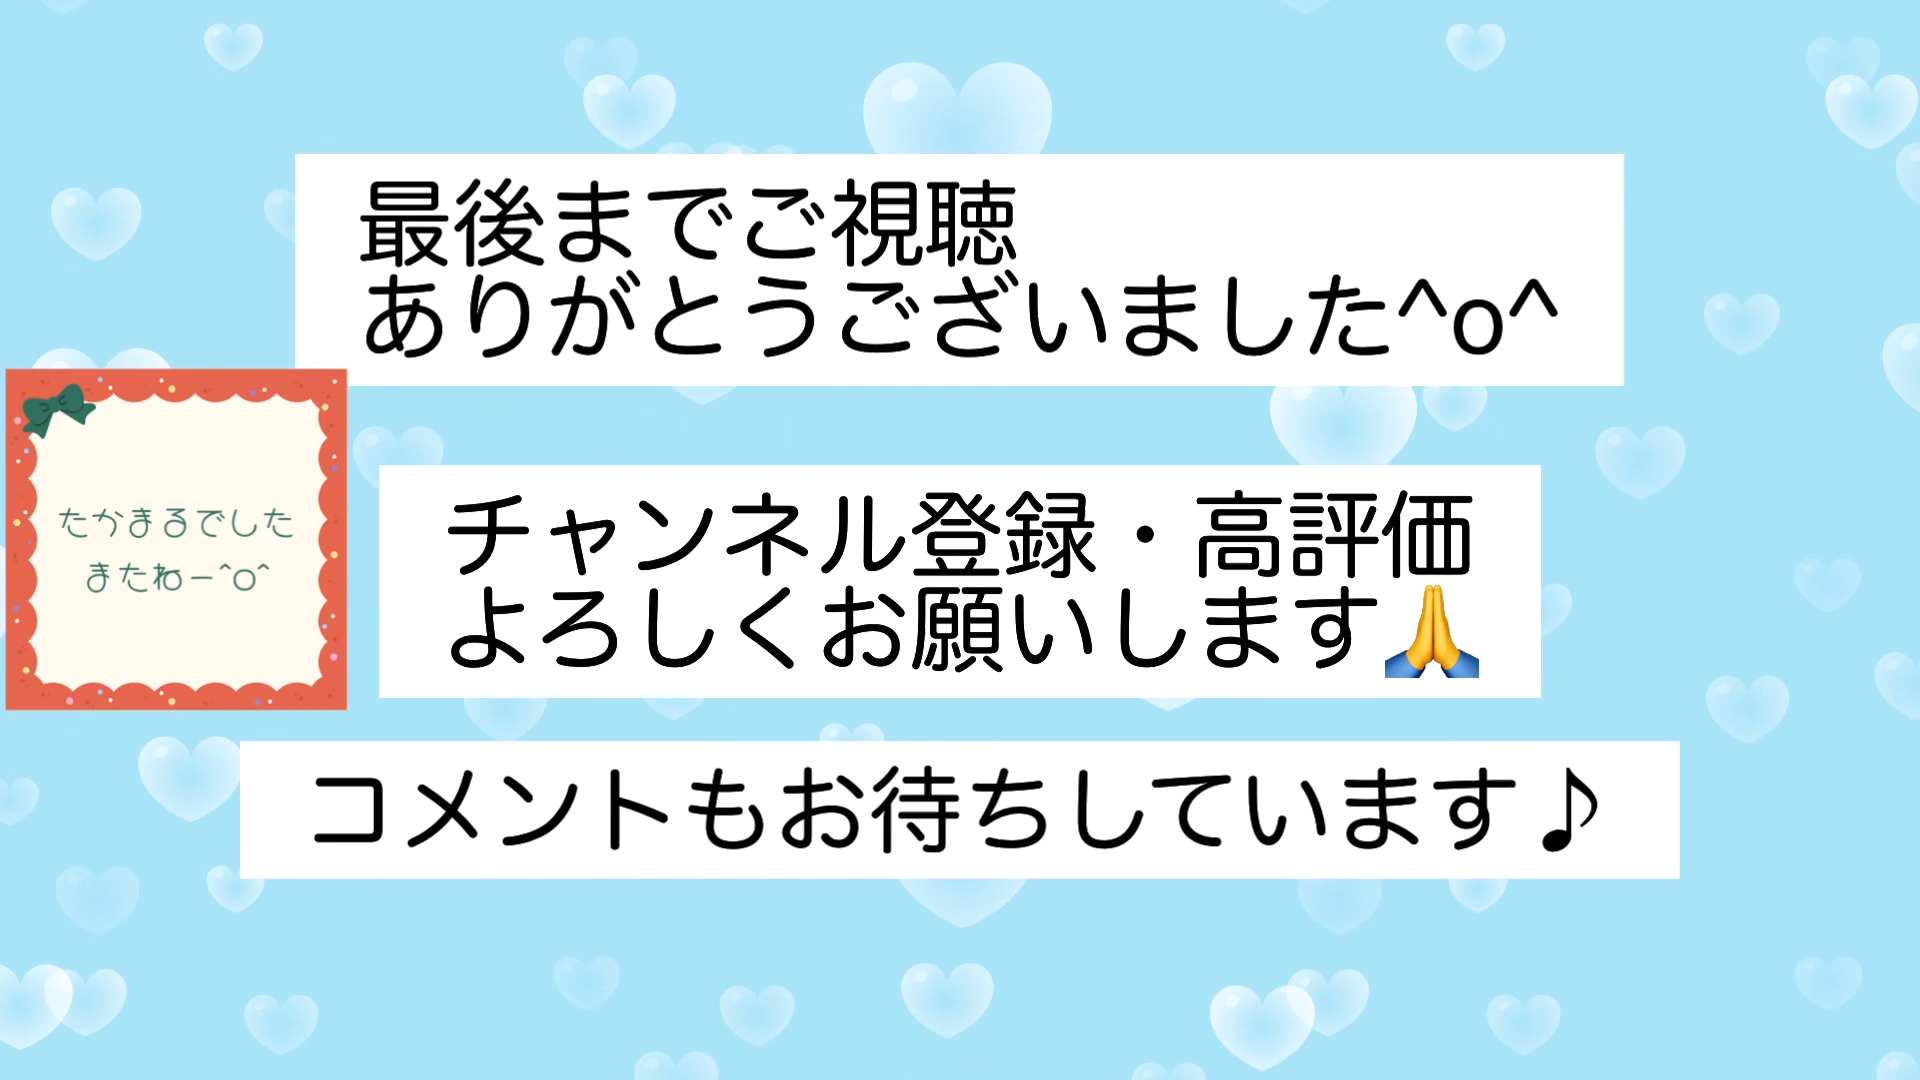 最後までご視聴
ありがとうございました^o^
たかまるでした
またねー^o^
チャンネル登録・高評価
よろしくお願いします🙏
コメントもお待ちしています♪